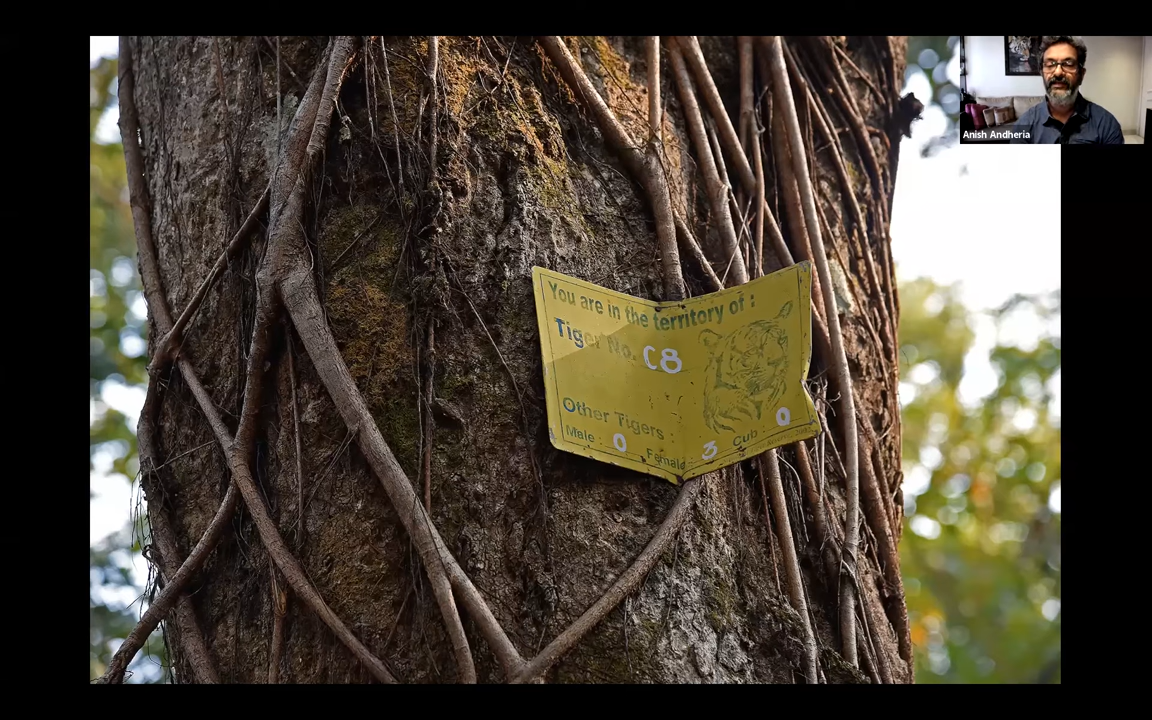 Anish Andheria
You are in the territory of :
Tiger No. C8
Other Tigers :
Male : 0 Female 3 Cub 0